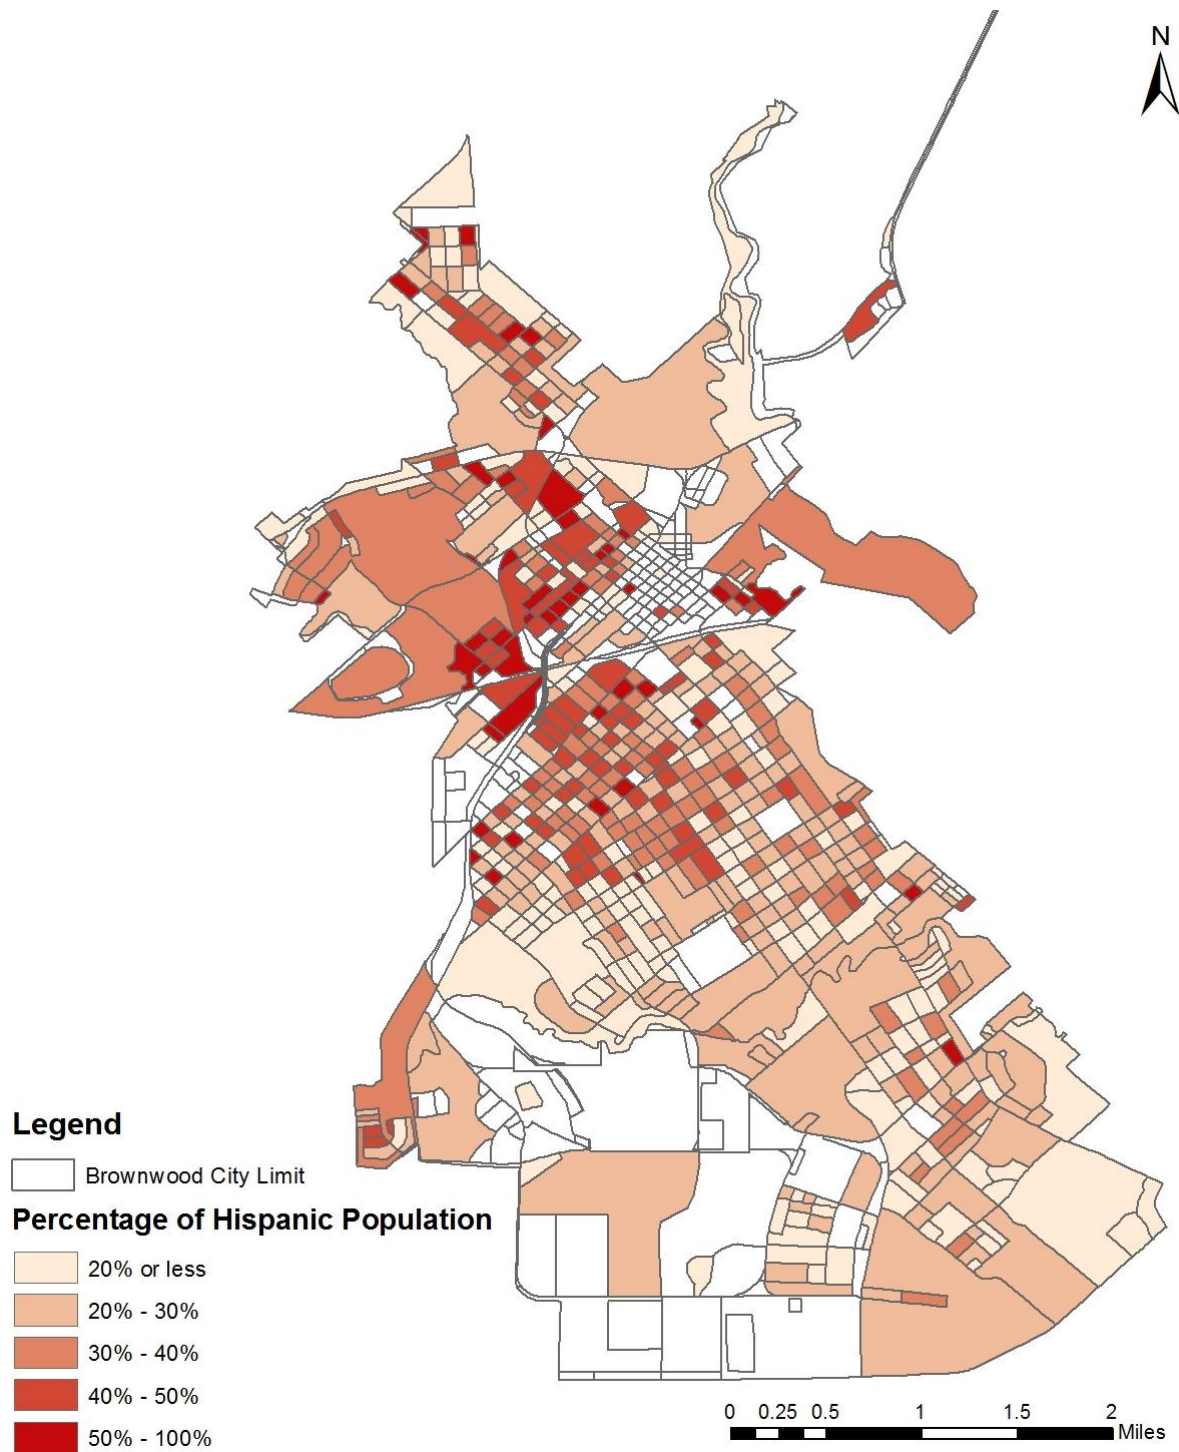 N
Legend
Brownwood City Limit
Percentage of Hispanic Population
20% or less
20% - 30%
30% - 40%
40% - 50%
50% - 100%
0 0.25 0.5 1 1.5 2
Miles